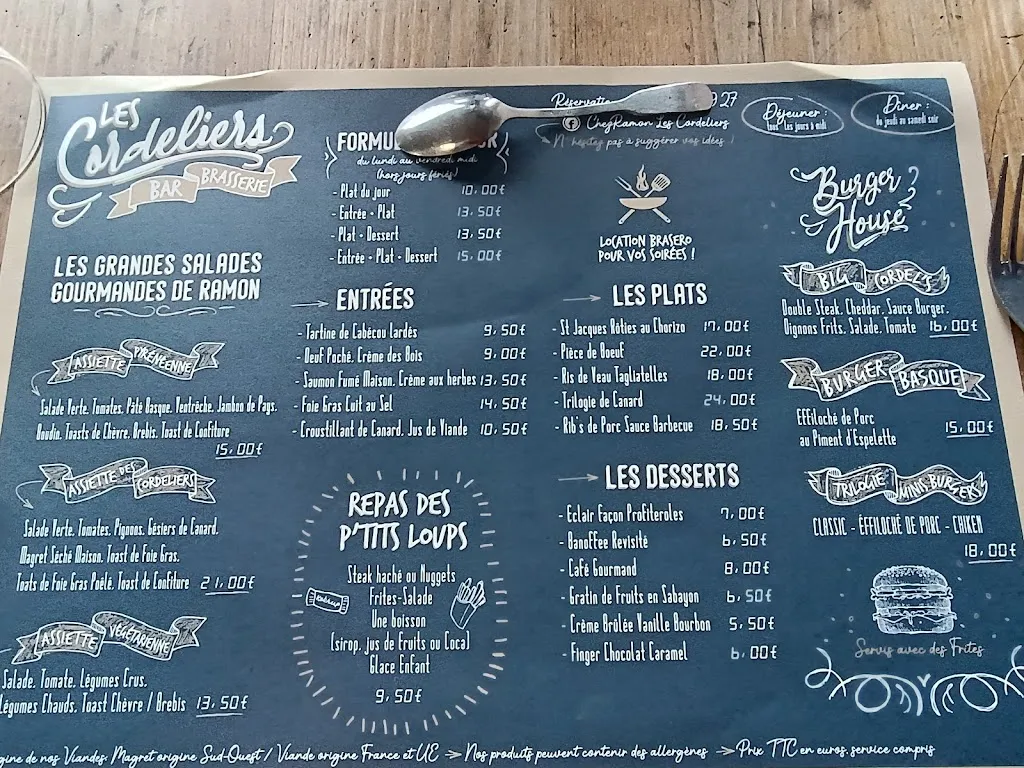 LES
Cordeliers
BAR BRASSERIE
LES GRANDES SALADES
GOURMANDES DE RAMON
ASSIETTE PYRÉNÉENNE
Salade Verte, Tomates, Pâté Basque, Ventrèche, Jambon de Pays,
Boudin, Toasts de Chèvre, Brebis, Toast de Confiture
15,00€
ASSIETTE DES CORDELIERS
Salade Verte, Tomates, Pignons, Gésiers de Canard,
Magret Séché Maison, Toast de Foie Gras,
Toats de Foie Gras Poêlé, Toast de Confiture 21,00€
ASSIETTE VÉGÉTARIENNE
Salade, Tomate, Légumes Crus,
Légumes Chauds, Toast Chèvre / Brebis 13,50€
du lundi au vendredi midi
(hors jours fériés)
- Plat du jour 10,00€
- Entrée + Plat 13,50€
- Plat + Dessert 13,50€
- Entrée + Plat + Dessert 15,00€
ENTRÉES
- Tartine de Cabécou lardés 9,50€
- Oeuf Poché, Crème des Bois 9,00€
- Saumon Fumé Maison, Crème aux herbes 13,50€
- Foie Gras Cuit au Sel 14,50€
- Croustillant de Canard, Jus de Viande 10,50€
REPAS DES
P'TITS LOUPS
Steak haché ou Nuggets
Frites-Salade
Une boisson
(sirop, jus de fruits ou Coca)
Glace Enfant
9,50€
27
ChezRamon Les Cordeliers
N'hésitez pas à suggérer vos idées !
LOCATION BRASERO
POUR VOS SOIRÉES !
LES PLATS
- St Jacques Rôties au Chorizo 17,00€
- Pièce de Boeuf 22,00€
- Ris de Veau Tagliatelles 18,00€
- Trilogie de Canard 24,00€
- Rib's de Porc Sauce Barbecue 18,50€
LES DESSERTS
- Eclair Façon Profiteroles 7,00€
- Banoffee Revisité 6,50€
- Café Gourmand 8,00€
- Gratin de Fruits en Sabayon 6,50€
- Crème Brûlée Vanille Bourbon 5,50€
- Finger Chocolat Caramel 6,00€
Déjeuner :
tous les jours à midi
Dîner :
du jeudi au samedi soir
Burger
House
BIG CORDELS
Double Steak, Cheddar, Sauce Burger,
Oignons Frits, Salade, Tomate 16,00€
BURGER BASQUE
Effiloché de Porc
au Piment d'Espelette 15,00€
TRILOGIE MINIS BURGERS
CLASSIC - EFFILOCHÉ DE PORC - CHIKEN
18,00€
Servis avec des Frites
gine de nos Viandes: Magret origine Sud-Ouest / Viande origine France et UE → Nos produits peuvent contenir des allergènes → Prix TTC en euros, service compris